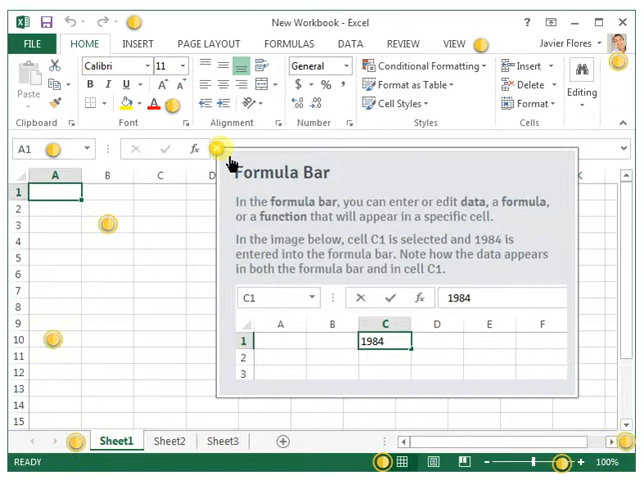 New Workbook - Excel
FILE HOME INSERT PAGE LAYOUT FORMULAS DATA REVIEW VIEW Javier Flores
Calibri 11 General Conditional Formatting Insert
Paste B I U $ % , Format as Table Delete Editing
A A Cell Styles Format
Clipboard Font Alignment Number Styles Cells
A1 fx
A B C D K
1
2
3
4
5
6
7
8
9
10
11
12
13
14
15
Formula Bar
In the formula bar, you can enter or edit data, a formula,
or a function that will appear in a specific cell.
In the image below, cell C1 is selected and 1984 is
entered into the formula bar. Note how the data appears
in both the formula bar and in cell C1.
C1 fx 1984
A B C D E F
1 1984
2
3
Sheet1 Sheet2 Sheet3
READY 100%